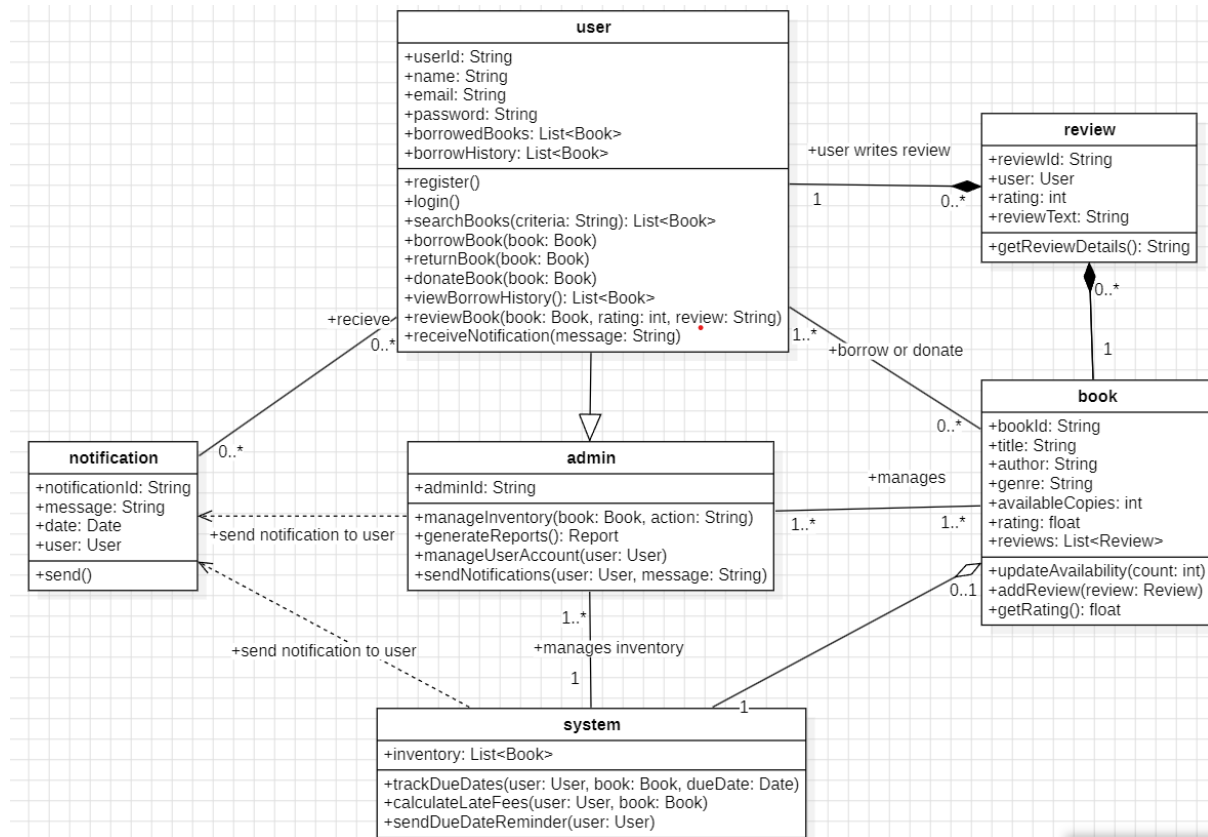 user
+userId: String
+name: String
+email: String
+password: String
+borrowedBooks: List<Book>
+borrowHistory: List<Book>
+register()
+login()
+searchBooks(criteria: String): List<Book>
+borrowBook(book: Book)
+returnBook(book: Book)
+donateBook(book: Book)
+viewBorrowHistory(): List<Book>
+reviewBook(book: Book, rating: int, review: String)
+receiveNotification(message: String)
+user writes review
1
0..*
review
+reviewId: String
+user: User
+rating: int
+reviewText: String
+getReviewDetails(): String
0..*
1
+recieve
0..*
0..*
1..*
+borrow or donate
0..*
notification
+notificationId: String
+message: String
+date: Date
+user: User
+send()
+send notification to user
admin
+adminId: String
+manageInventory(book: Book, action: String)
+generateReports(): Report
+manageUserAccount(user: User)
+sendNotifications(user: User, message: String)
+manages
1..*
1..*
book
+bookId: String
+title: String
+author: String
+genre: String
+availableCopies: int
+rating: float
+reviews: List<Review>
+updateAvailability(count: int)
+addReview(review: Review)
+getRating(): float
0..1
1
1..*
+manages inventory
1
+send notification to user
system
+inventory: List<Book>
+trackDueDates(user: User, book: Book, dueDate: Date)
+calculateLateFees(user: User, book: Book)
+sendDueDateReminder(user: User)